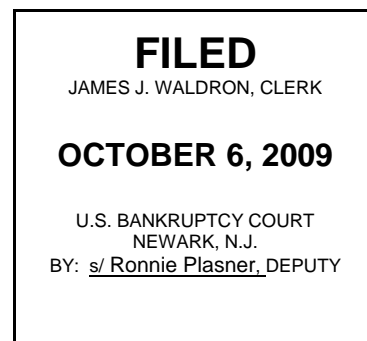 FILED
JAMES J. WALDRON, CLERK
OCTOBER 6, 2009
U.S. BANKRUPTCY COURT
NEWARK, N.J.
BY: s/ Ronnie Plasner, DEPUTY